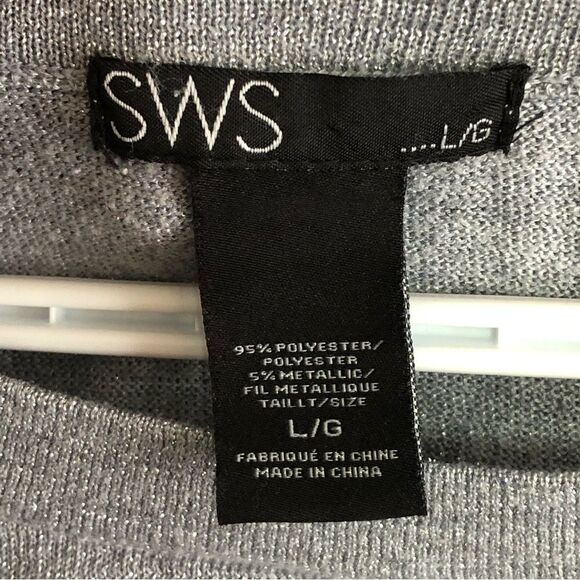 SWS
....L/G
95% POLYESTER/
POLYESTER
5% METALLIC/
FIL METALLIQUE
TAILLT/SIZE
L/G
FABRIQUÉ EN CHINE
MADE IN CHINA